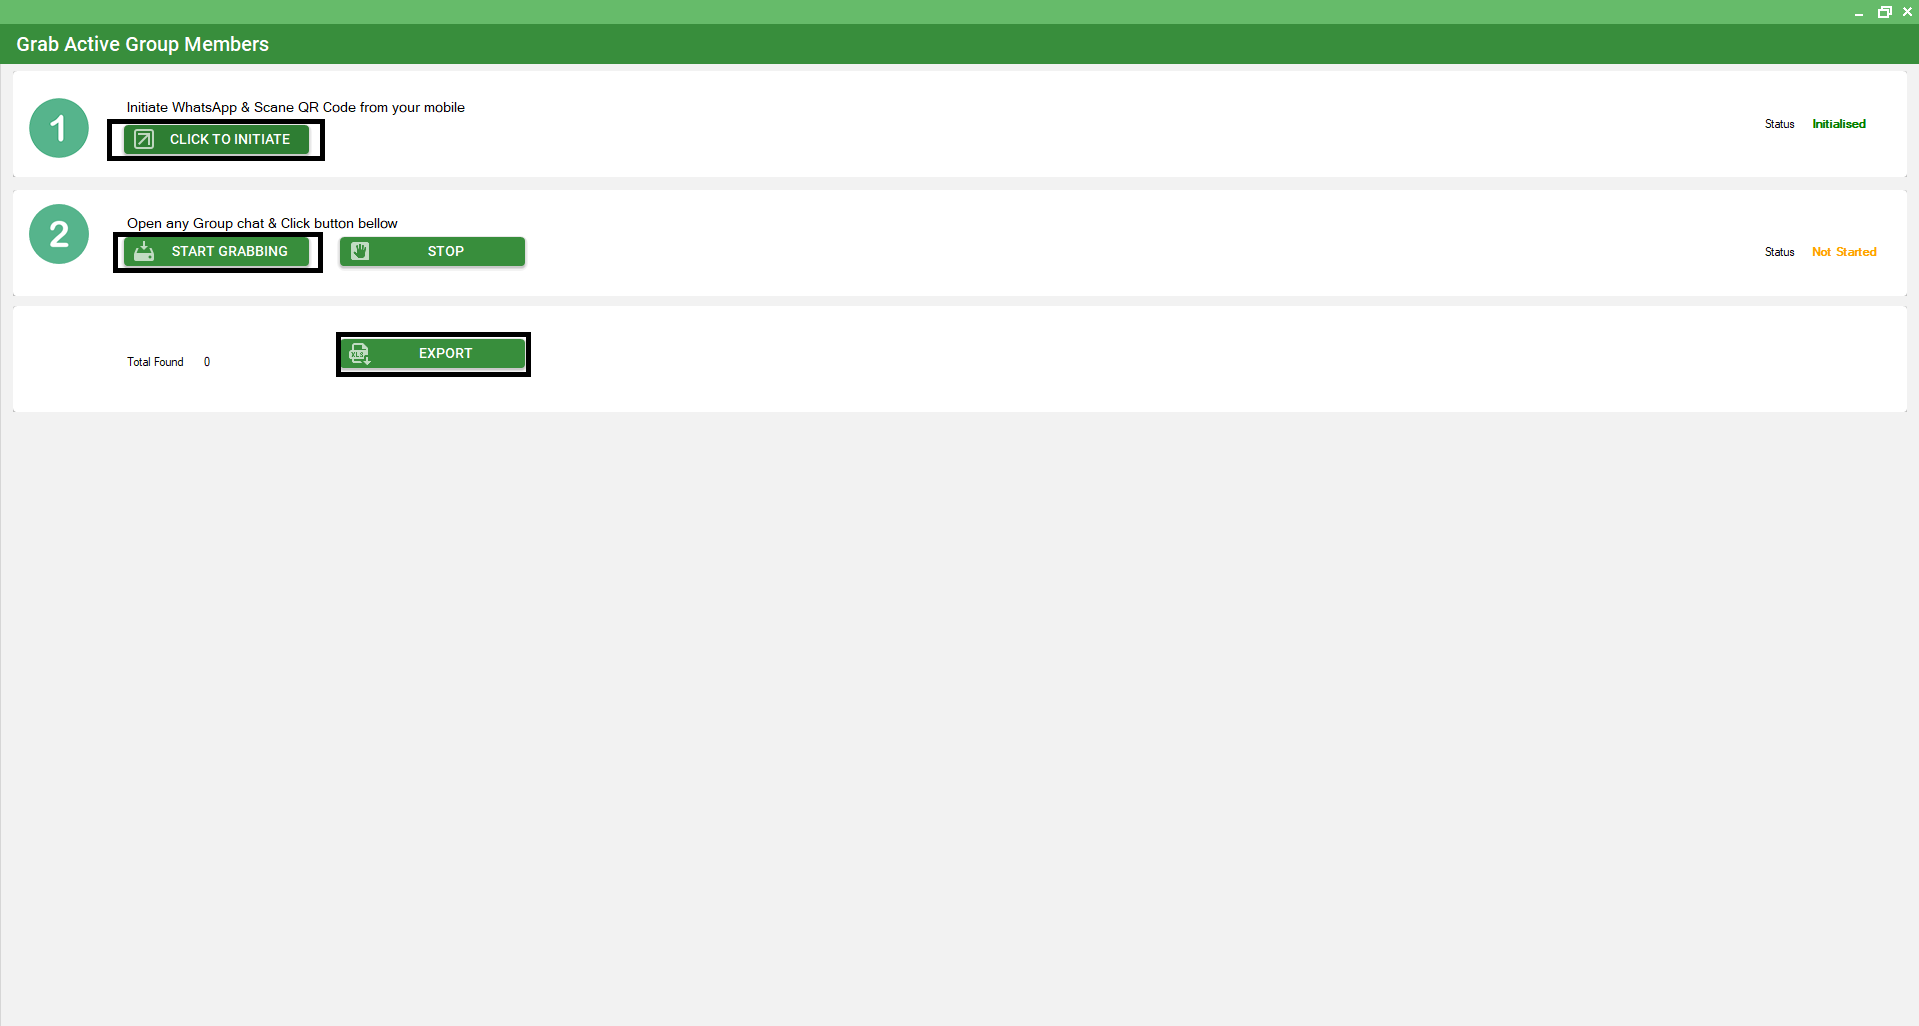 Grab Active Group Members
1
Initiate WhatsApp & Scane QR Code from your mobile
CLICK TO INITIATE
Status Initialised
2
Open any Group chat & Click button bellow
START GRABBING STOP
Status Not Started
Total Found 0
XLS EXPORT